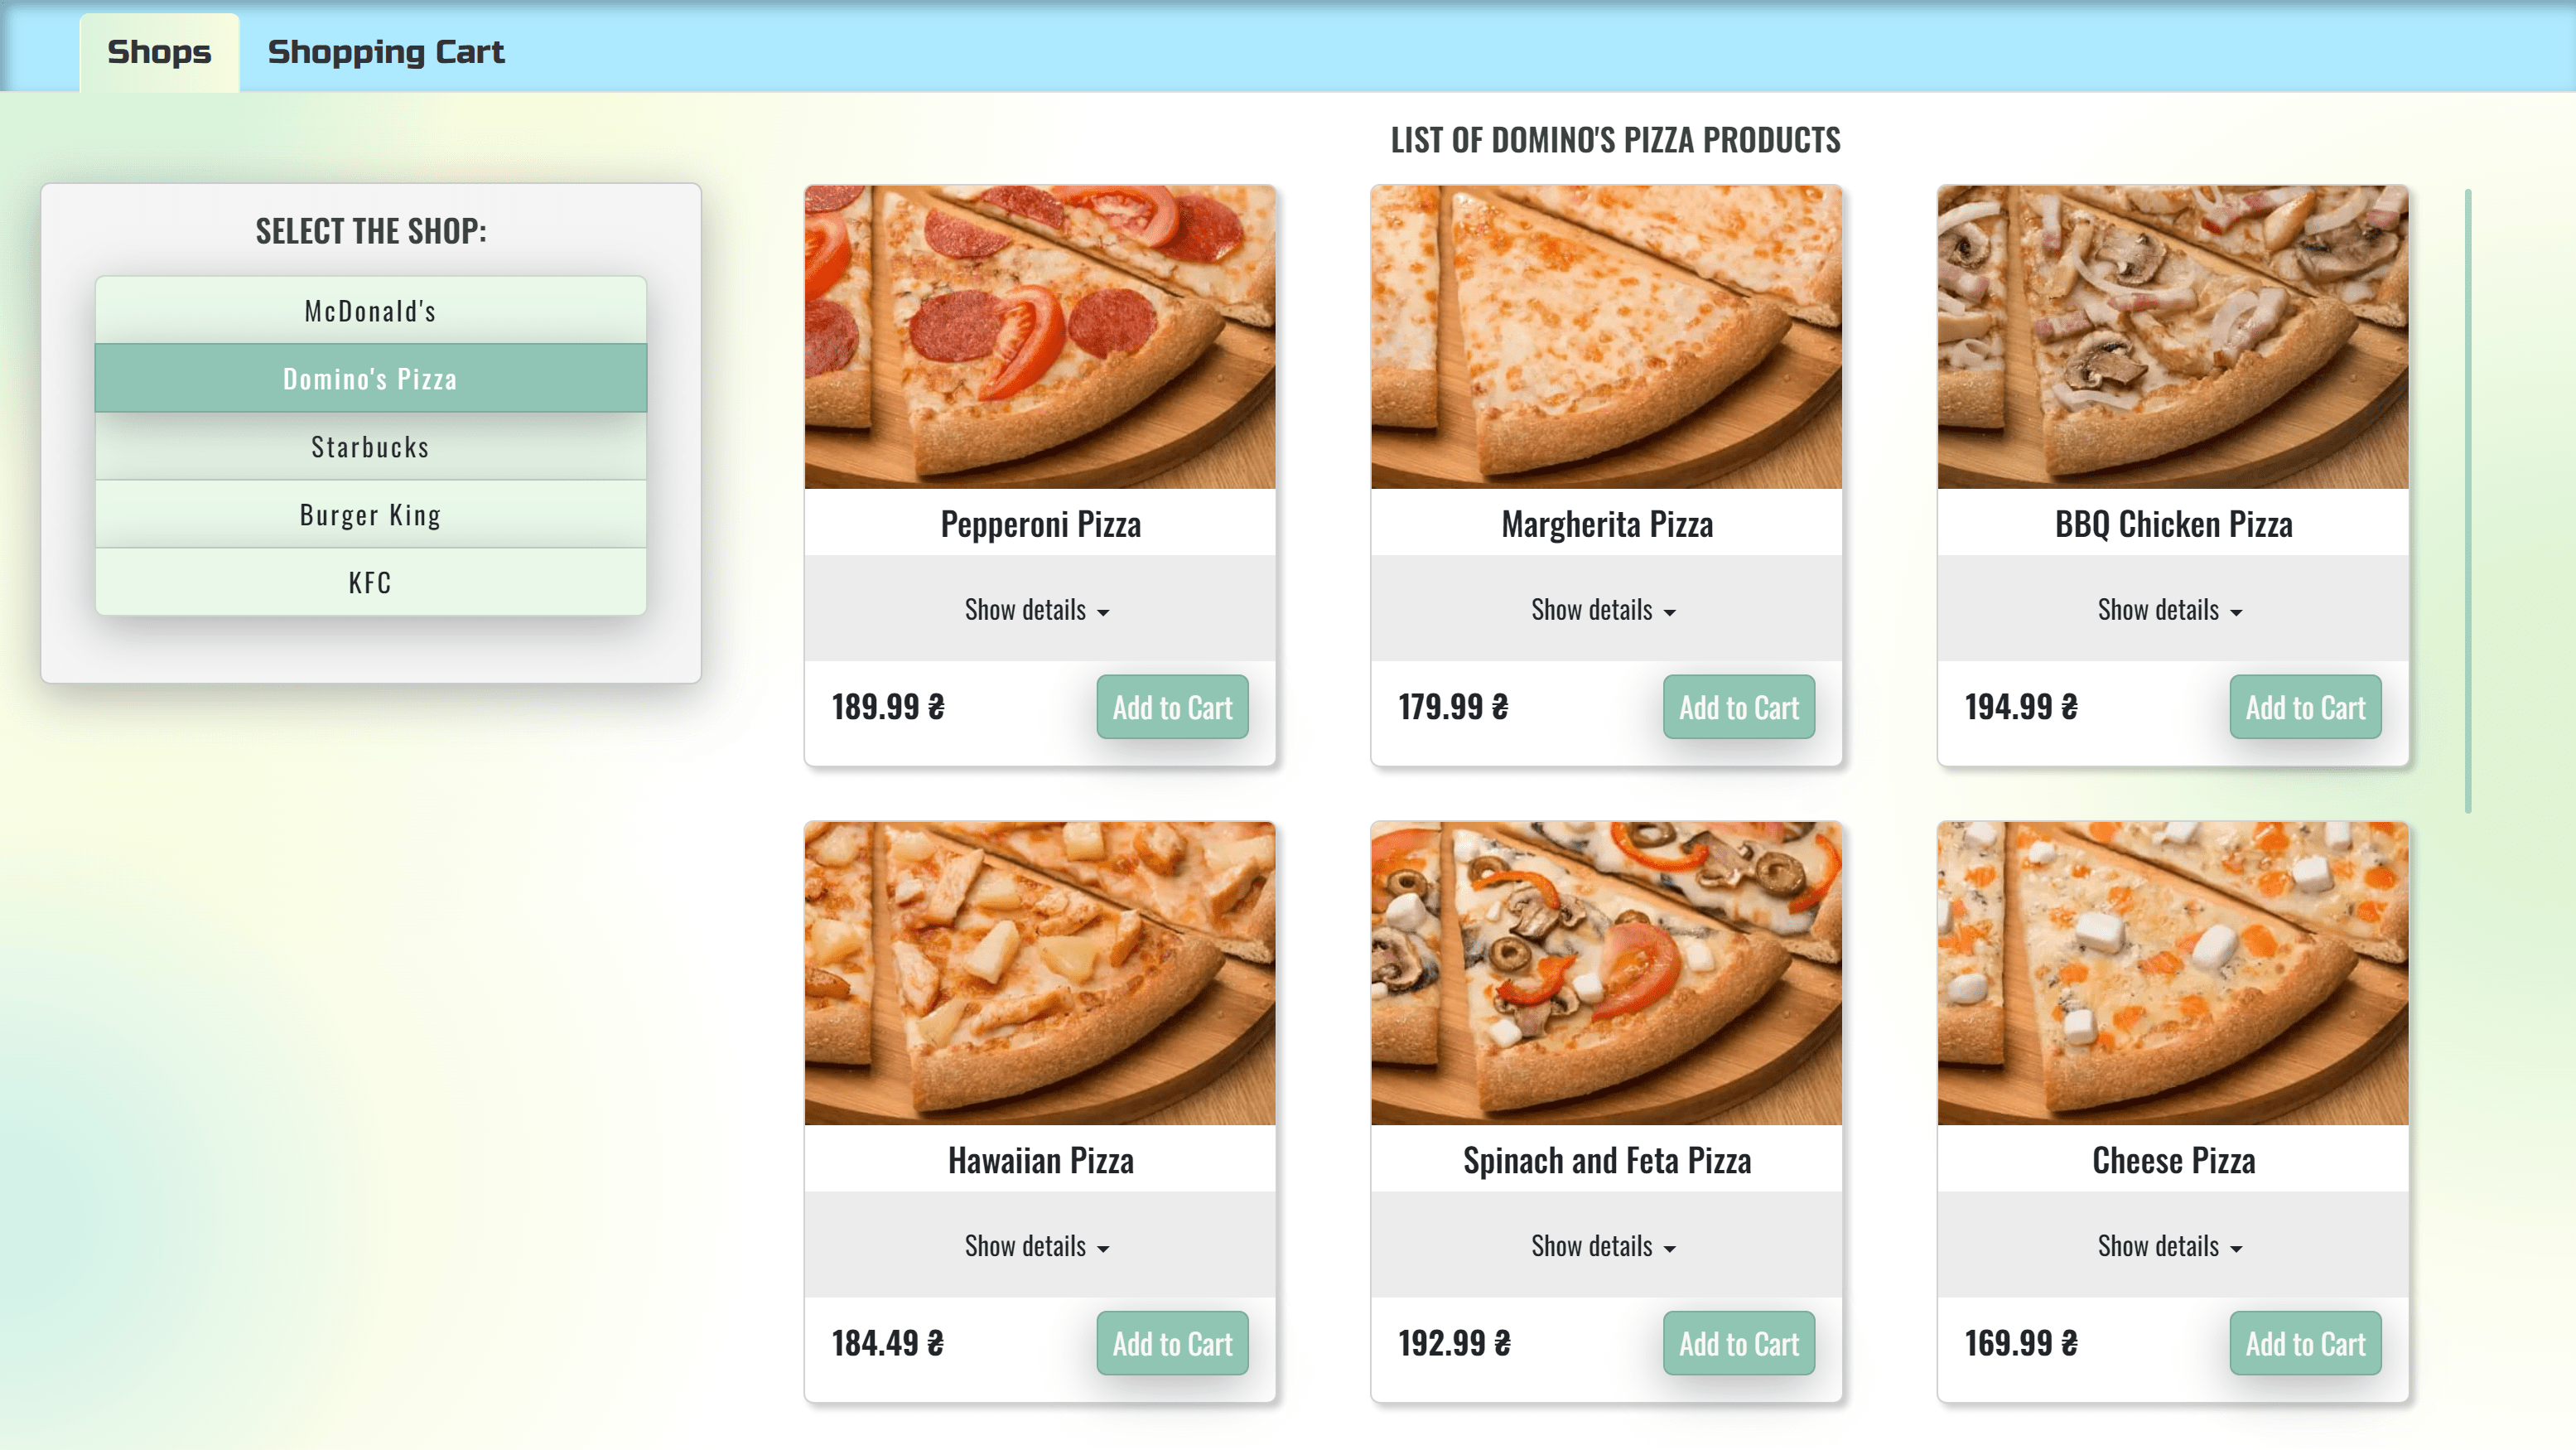 Shops
Shopping Cart
LIST OF DOMINO'S PIZZA PRODUCTS
SELECT THE SHOP:
McDonald's
Domino's Pizza
Starbucks
Burger King
KFC
Pepperoni Pizza
Show details
189.99 ₴
Add to Cart
Margherita Pizza
Show details
179.99 ₴
Add to Cart
BBQ Chicken Pizza
Show details
194.99 ₴
Add to Cart
Hawaiian Pizza
Show details
184.49 ₴
Add to Cart
Spinach and Feta Pizza
Show details
192.99 ₴
Add to Cart
Cheese Pizza
Show details
169.99 ₴
Add to Cart